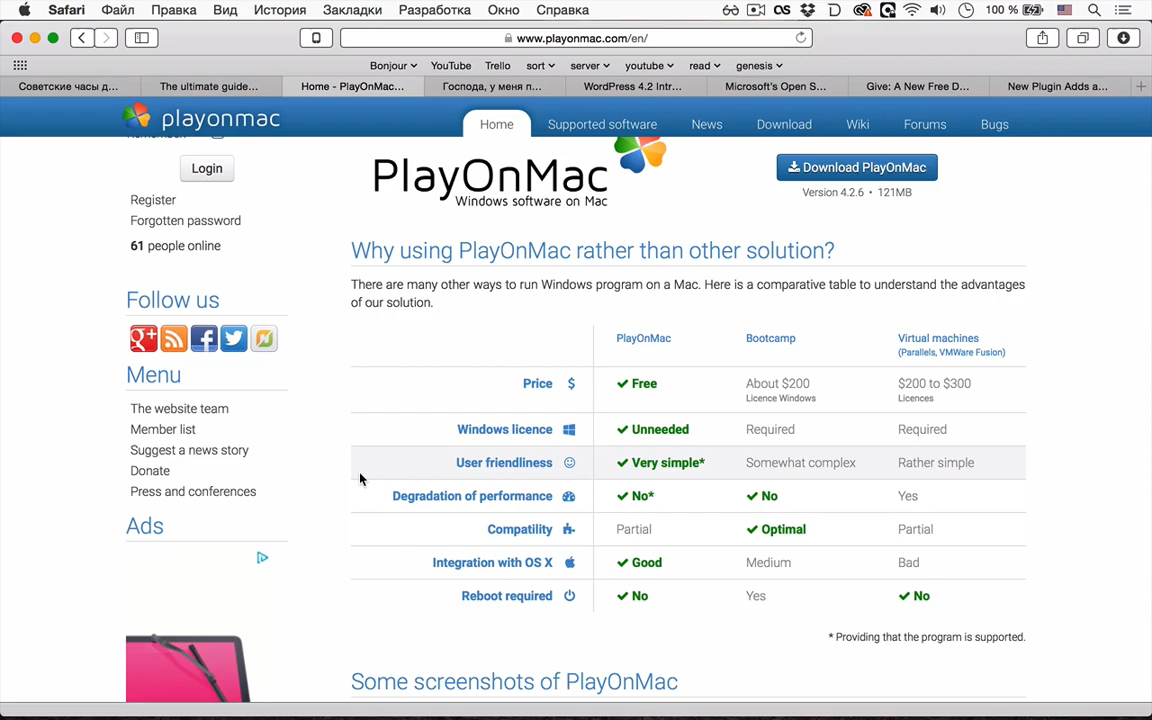 Safari Файл Правка Вид История Закладки Разработка Окно Справка 100 %
www.playonmac.com/en/
Bonjour YouTube Trello sort server youtube read genesis
Советские часы д... The ultimate guide... Home - PlayOnMac... Господа, у меня п... WordPress 4.2 Intr... Microsoft's Open S... Give: A New Free D... New Plugin Adds a...
playonmac Home Supported software News Download Wiki Forums Bugs
Login
Register
Forgotten password
61 people online
Follow us
Menu
The website team
Member list
Suggest a news story
Donate
Press and conferences
Ads
PlayOnMac
Windows software on Mac
Download PlayOnMac
Version 4.2.6 • 121MB
Why using PlayOnMac rather than other solution?
There are many other ways to run Windows program on a Mac. Here is a comparative table to understand the advantages
of our solution.
PlayOnMac Bootcamp Virtual machines
(Parallels, VMWare Fusion)
Price $ Free About $200 $200 to $300
Licence Windows Licences
Windows licence Unneeded Required Required
User friendliness Very simple* Somewhat complex Rather simple
Degradation of performance No* No Yes
Compatibility Partial Optimal Partial
Integration with OS X Good Medium Bad
Reboot required No Yes No
* Providing that the program is supported.
Some screenshots of PlayOnMac